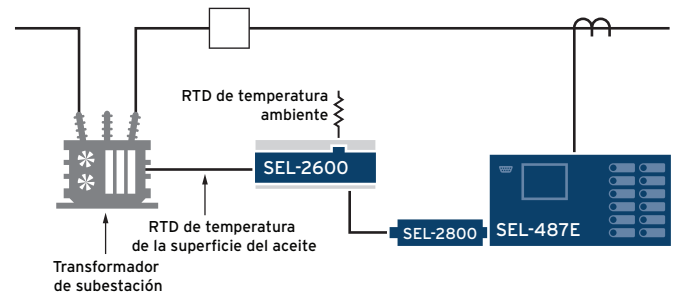 RTD de temperatura
ambiente
SEL-2600
SEL-2800
SEL-487E
RTD de temperatura
de la superficie del aceite
Transformador
de subestación